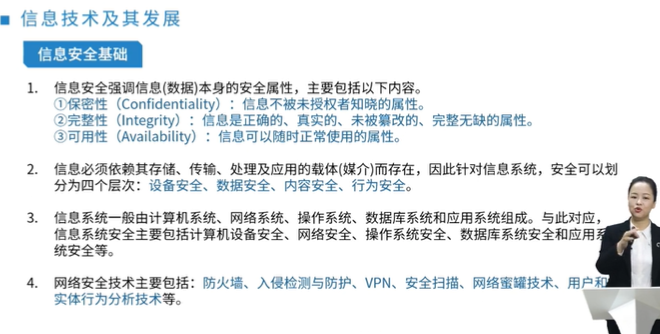 信息技术及其发展
信息安全基础
1. 信息安全强调信息(数据)本身的安全属性，主要包括以下内容。
①保密性（Confidentiality）：信息不被未授权者知晓的属性。
②完整性（Integrity）：信息是正确的、真实的、未被篡改的、完整无缺的属性。
③可用性（Availability）：信息可以随时正常使用的属性。
2. 信息必须依赖其存储、传输、处理及应用的载体(媒介)而存在，因此针对信息系统，安全可以划
分为四个层次：设备安全、数据安全、内容安全、行为安全。
3. 信息系统一般由计算机系统、网络系统、操作系统、数据库系统和应用系统组成。与此对应，
信息系统安全主要包括计算机设备安全、网络安全、操作系统安全、数据库系统安全和应用系
统安全等。
4. 网络安全技术主要包括：防火墙、入侵检测与防护、VPN、安全扫描、网络蜜罐技术、用户和
实体行为分析技术等。